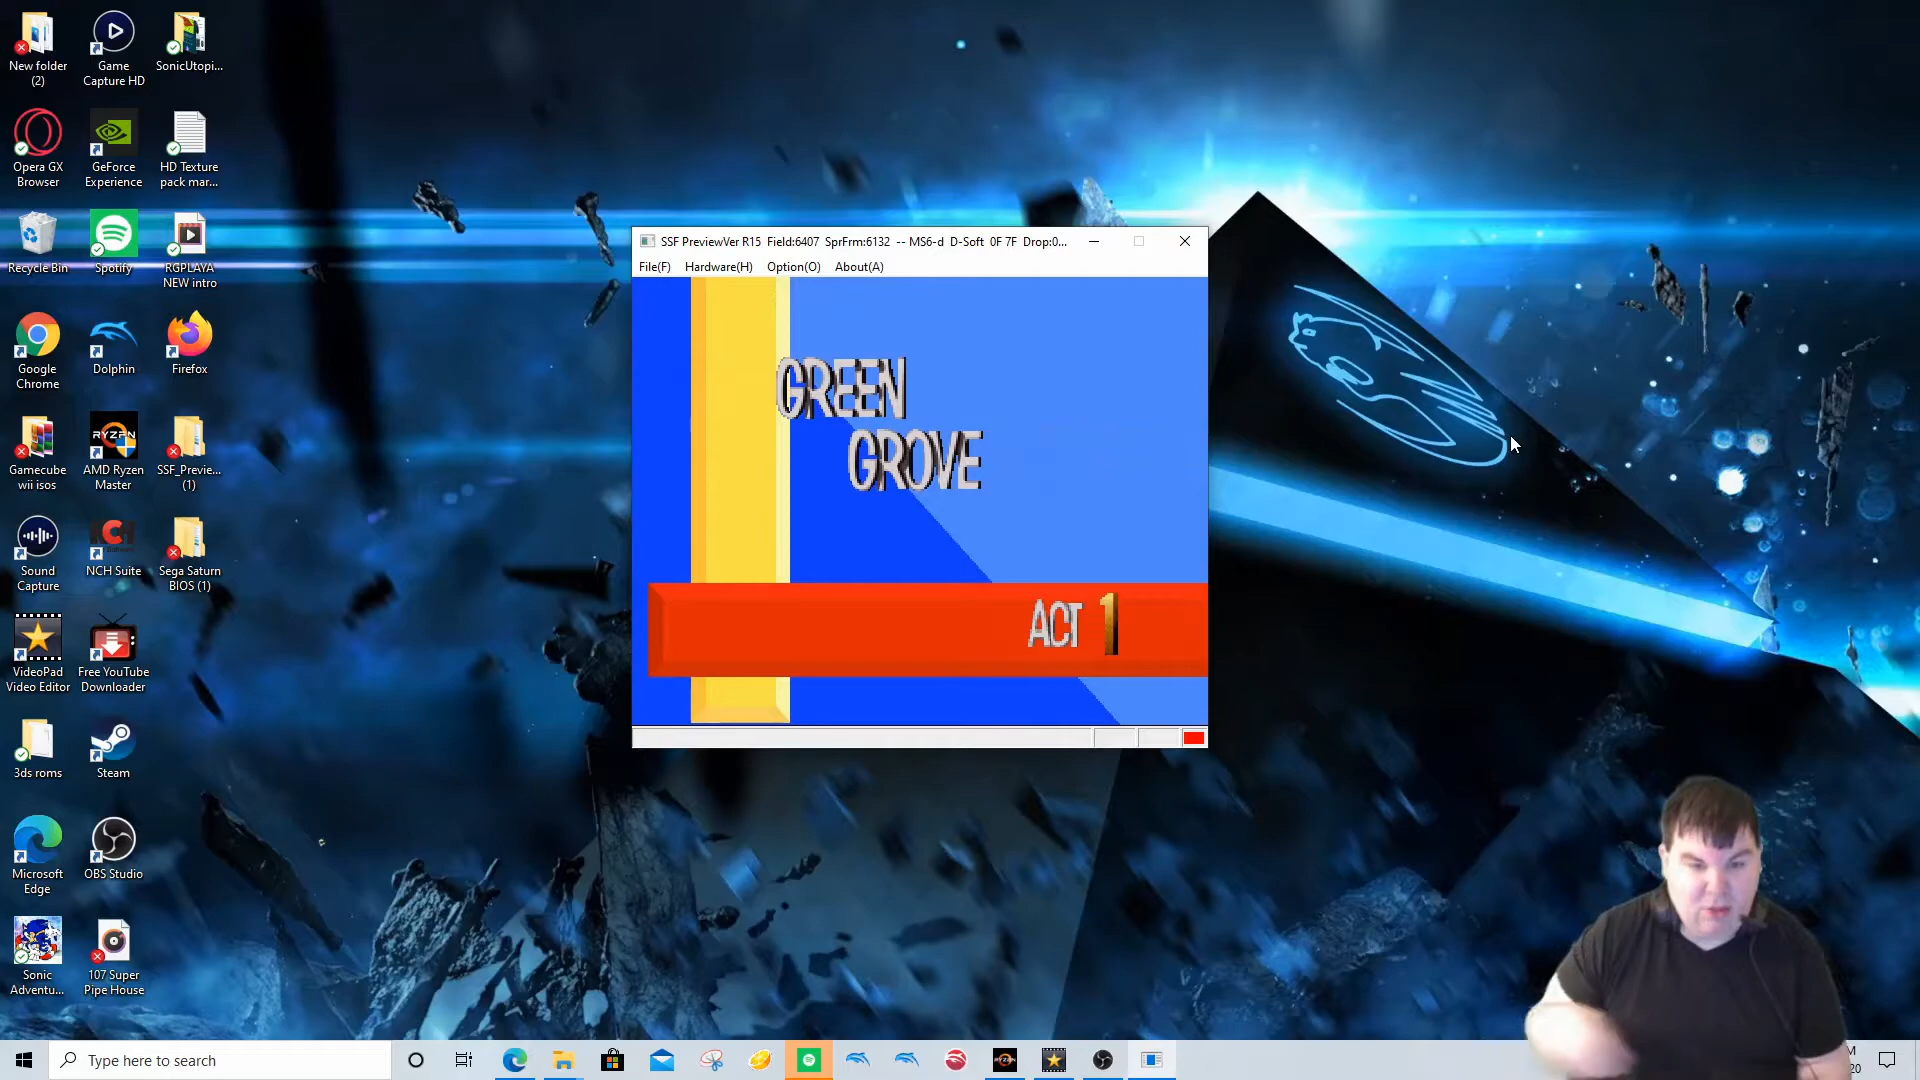 New folder
(2)
Game
Capture HD
SonicUtopi...
Opera GX
Browser
GeForce
Experience
HD Texture
pack mar...
Recycle Bin
Spotify
RGPLAYA
NEW intro
Google
Chrome
Dolphin
Firefox
Gamecube
wii isos
RYZEN
AMD Ryzen
Master
SSF_Previe...
(1)
Sound
Capture
NCH
NCH Suite
Sega Saturn
BIOS (1)
VideoPad
Video Editor
Free YouTube
Downloader
3ds roms
Steam
Microsoft
Edge
OBS Studio
Sonic
Adventu...
107 Super
Pipe House
SSF PreviewVer R15 Field:6407 SprFrm:6132 -- MS6-d D-Soft 0F 7F Drop:0...
File(F) Hardware(H) Option(O) About(A)
GREEN
GROVE
ACT 1
Type here to search
RYZEN
M
20